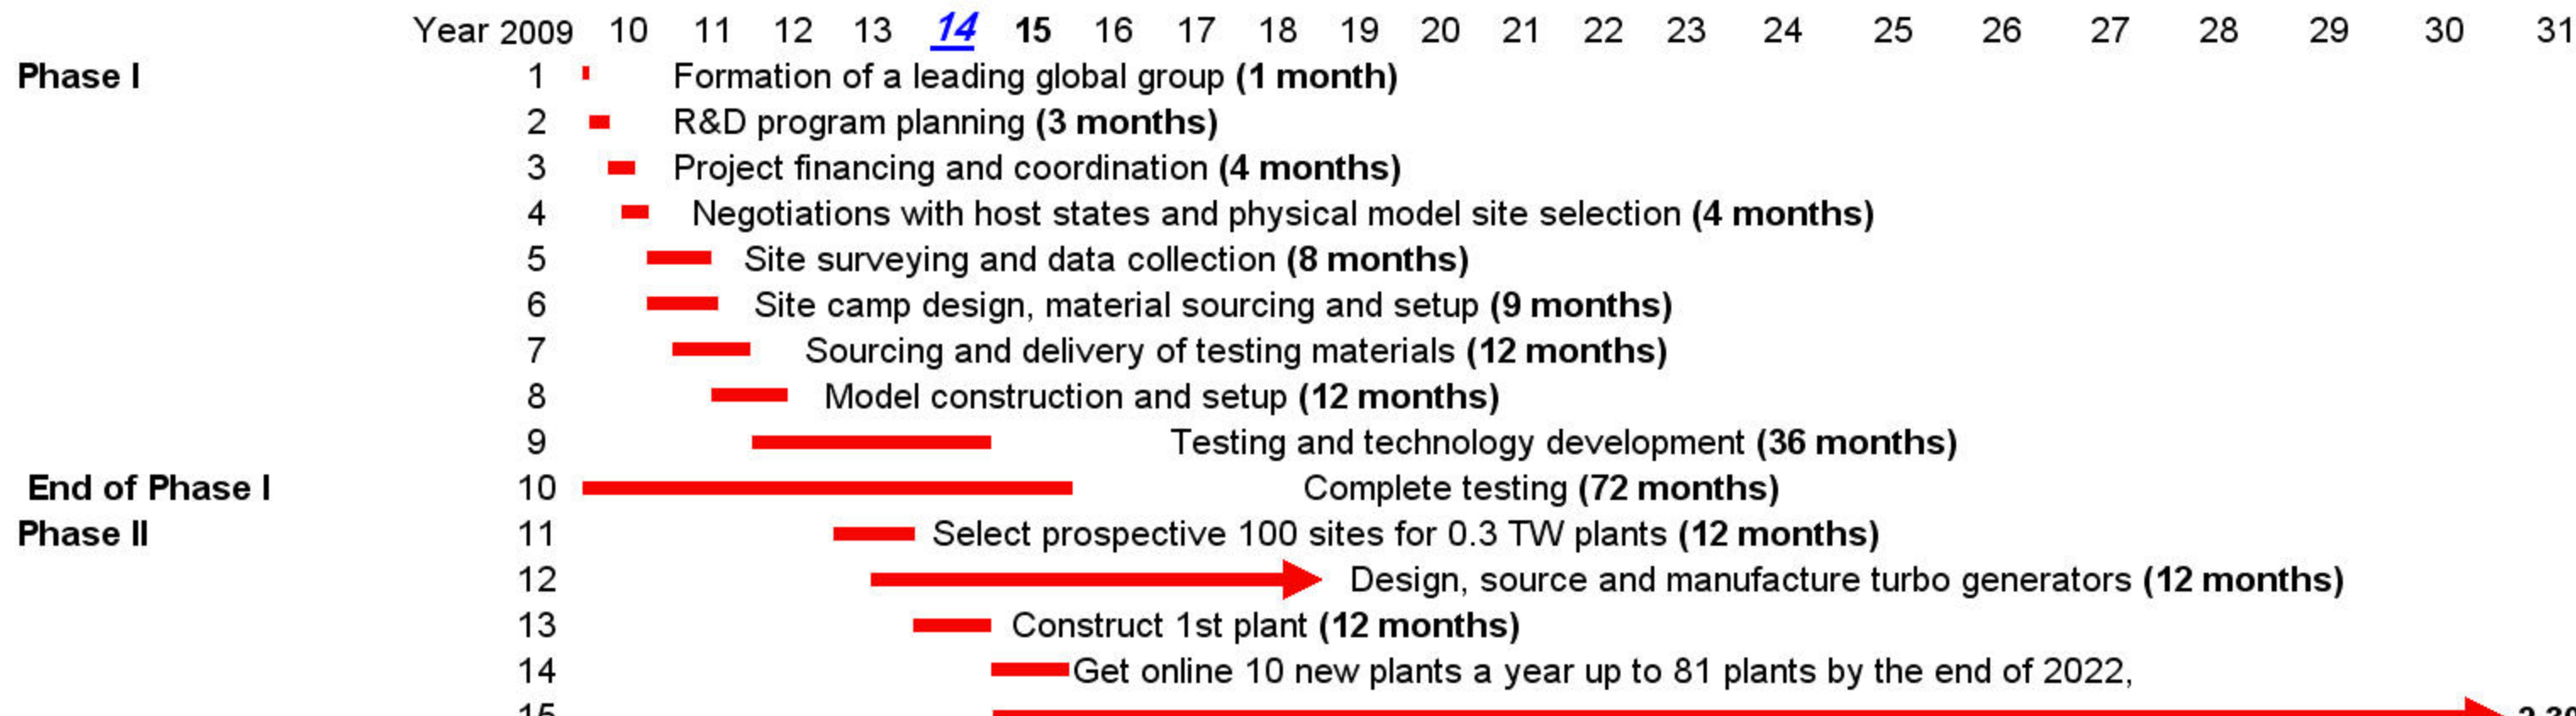 Year 2009 10 11 12 13 14 15 16 17 18 19 20 21 22 23 24 25 26 27 28 29 30 31
Phase I 1 Formation of a leading global group (1 month)
2 R&D program planning (3 months)
3 Project financing and coordination (4 months)
4 Negotiations with host states and physical model site selection (4 months)
5 Site surveying and data collection (8 months)
6 Site camp design, material sourcing and setup (9 months)
7 Sourcing and delivery of testing materials (12 months)
8 Model construction and setup (12 months)
9 Testing and technology development (36 months)
End of Phase I 10 Complete testing (72 months)
Phase II 11 Select prospective 100 sites for 0.3 TW plants (12 months)
12 Design, source and manufacture turbo generators (12 months)
13 Construct 1st plant (12 months)
14 Get online 10 new plants a year up to 81 plants by the end of 2022,
15